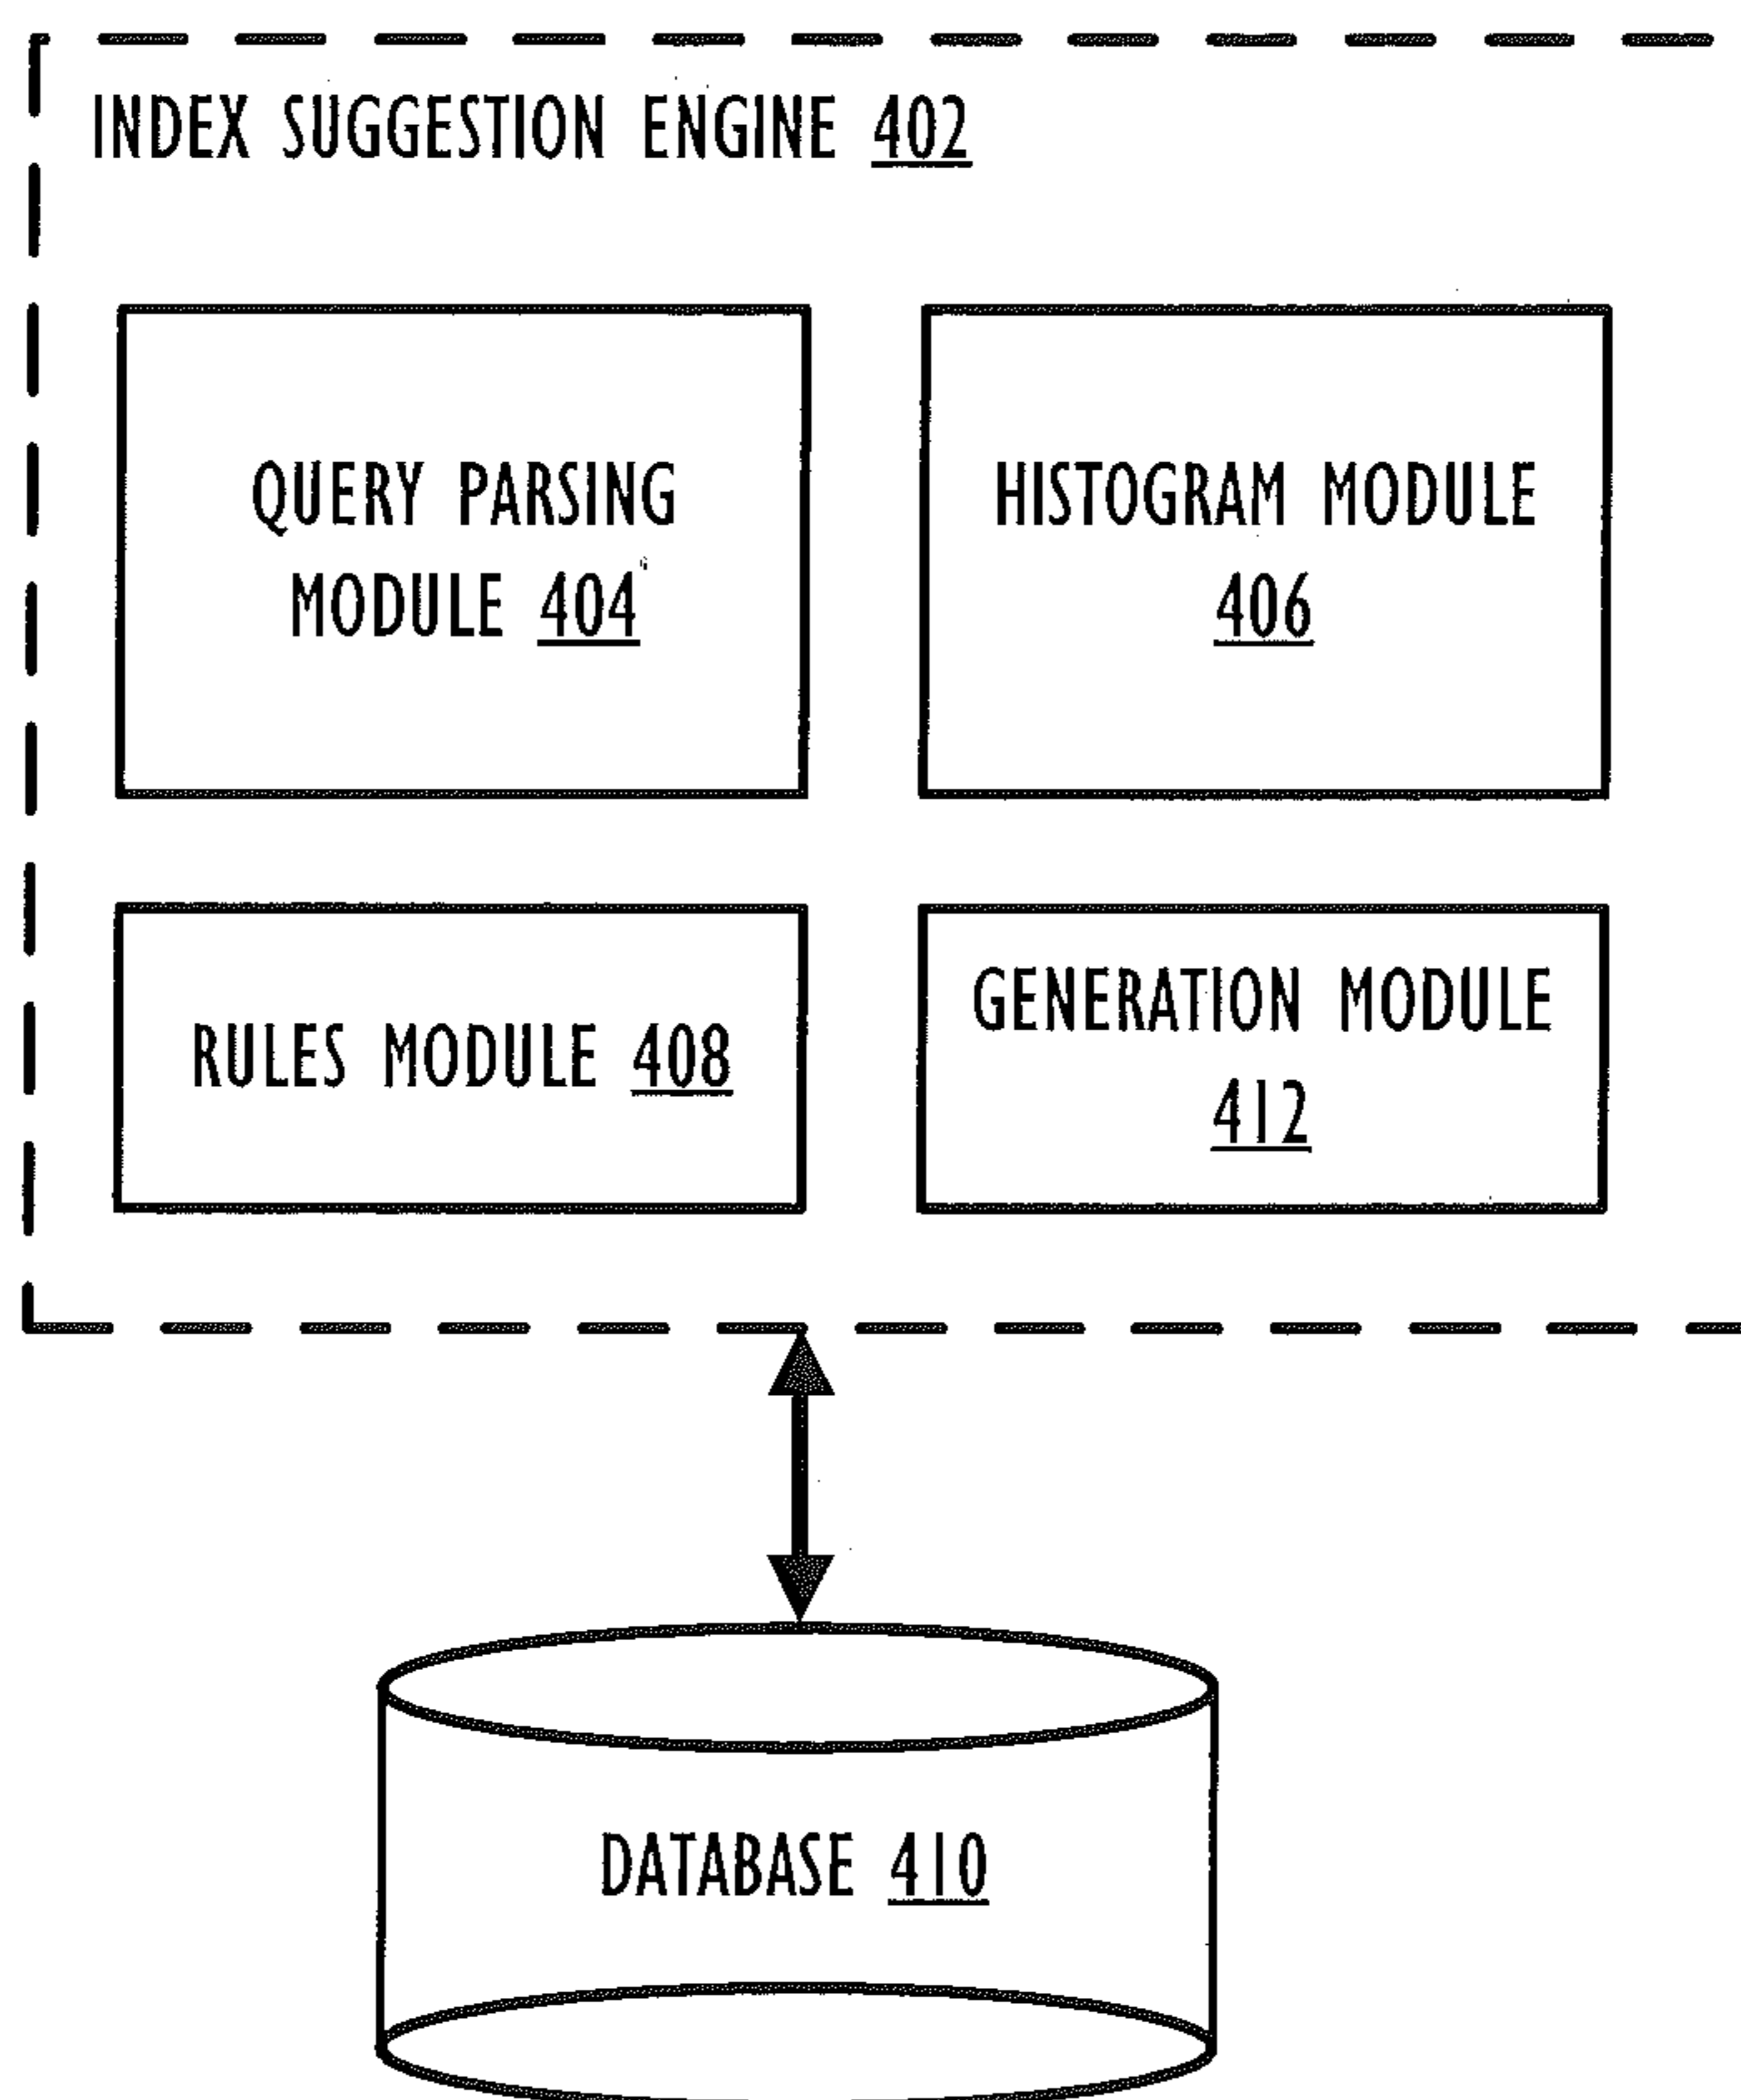 INDEX SUGGESTION ENGINE 402
QUERY PARSING
MODULE 404
HISTOGRAM MODULE
406
RULES MODULE 408
GENERATION MODULE
412
DATABASE 410